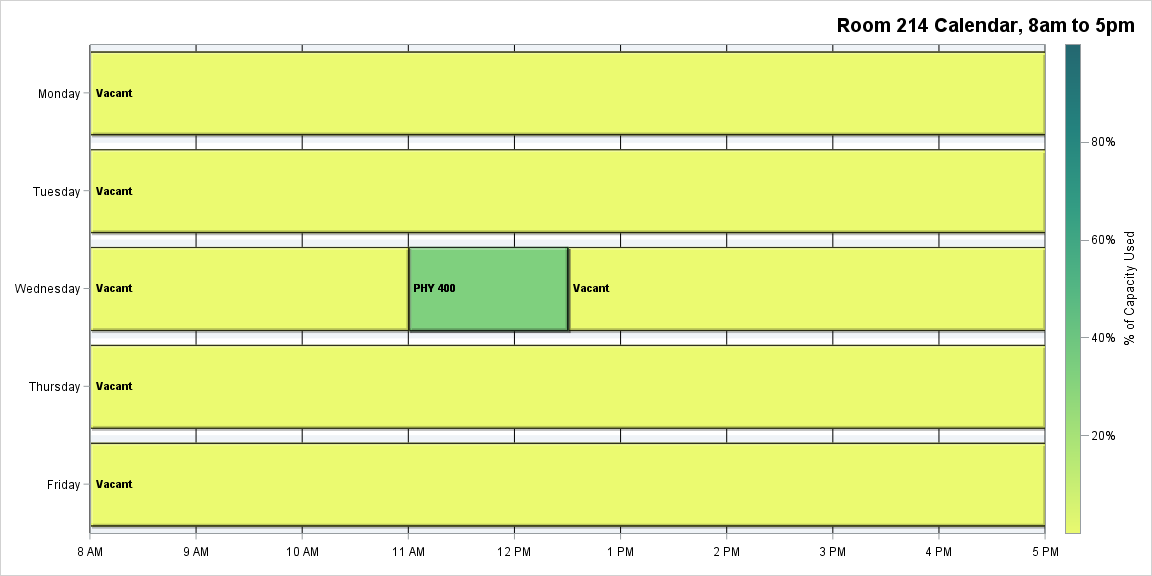 Room 214 Calendar, 8am to 5pm
Monday
Vacant
Tuesday
Vacant
Wednesday
Vacant
PHY 400
Vacant
Thursday
Vacant
Friday
Vacant
8 AM
9 AM
10 AM
11 AM
12 PM
1 PM
2 PM
3 PM
4 PM
5 PM
80%
60%
40%
20%
% of Capacity Used